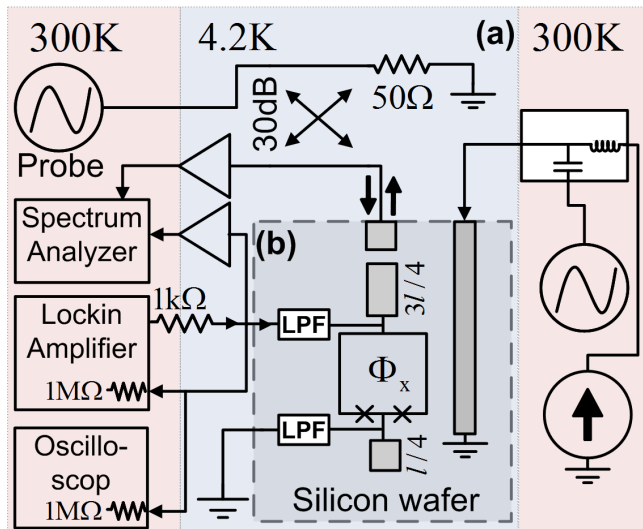 300K
4.2K
(a)
300K
50Ω
30dB
Probe
Spectrum
Analyzer
(b)
3l/4
1kΩ
Lockin
Amplifier
LPF
1MΩ
Φx
LPF
l/4
Oscillo-
scop
1MΩ
Silicon wafer